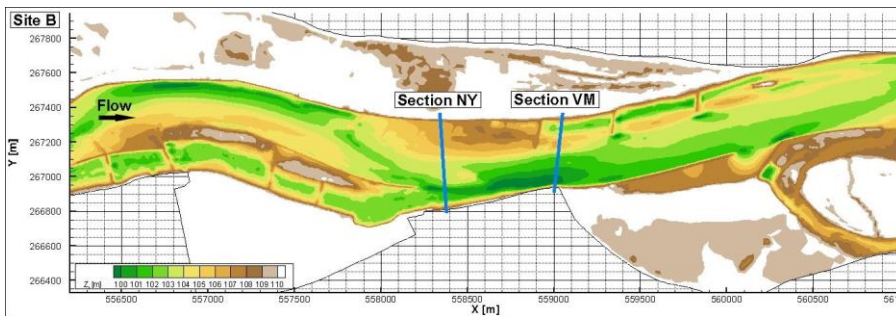 Site B
267800
267600
267400
267200
267000
266800
266600
266400
Y [m]
Flow
Section NY
Section VM
Z, [m]
100 101 102 103 104 105 106 107 108 109 110
556500 557000 557500 558000 558500 559000 559500 560000 560500
X [m]